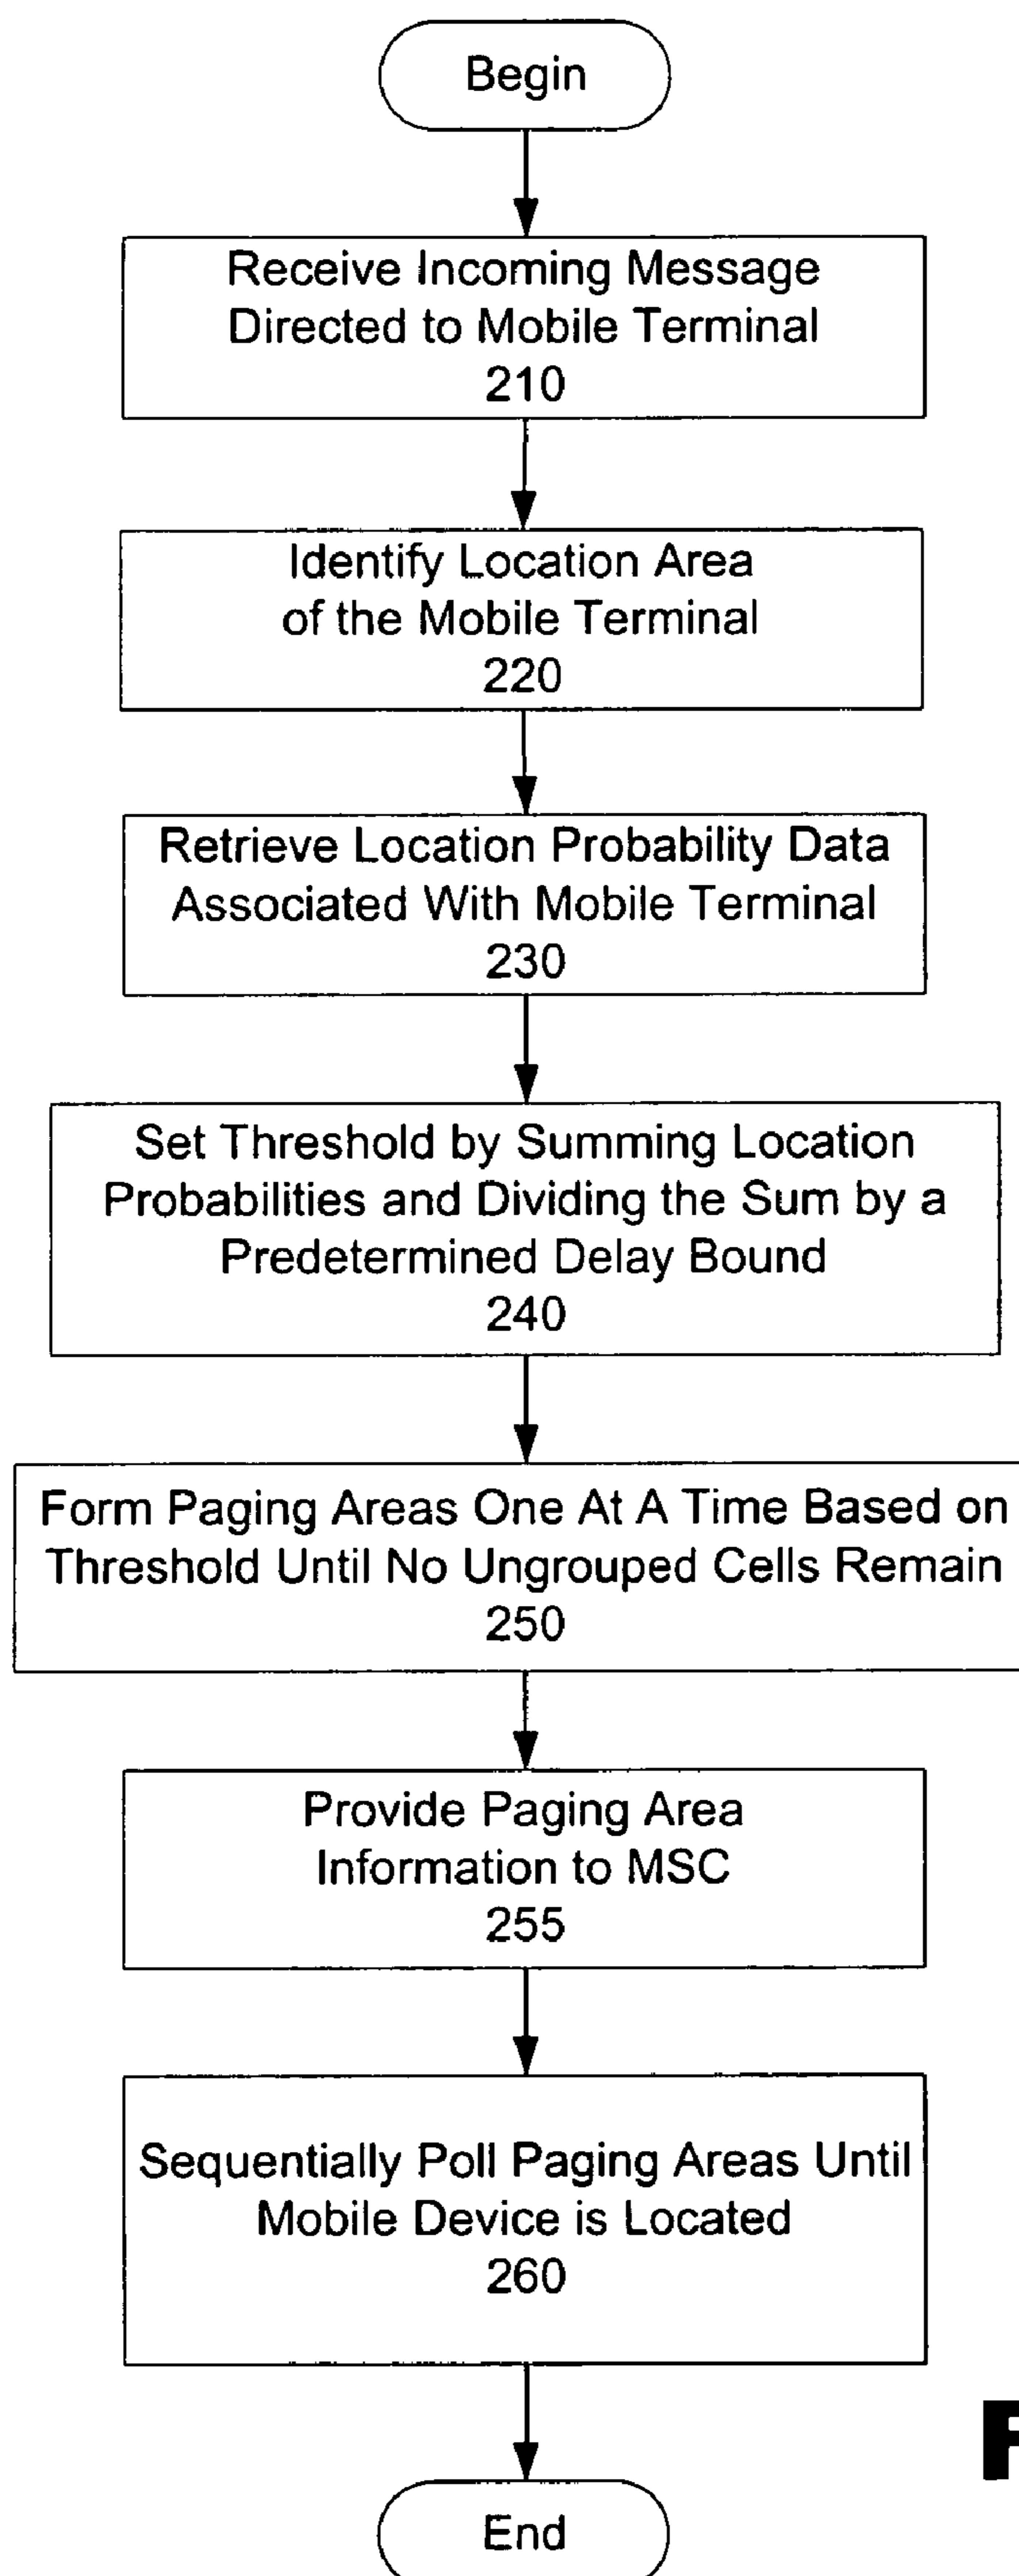 Begin
Receive Incoming Message
Directed to Mobile Terminal
210
Identify Location Area
of the Mobile Terminal
220
Retrieve Location Probability Data
Associated With Mobile Terminal
230
Set Threshold by Summing Location
Probabilities and Dividing the Sum by a
Predetermined Delay Bound
240
Form Paging Areas One At A Time Based on
Threshold Until No Ungrouped Cells Remain
250
Provide Paging Area
Information to MSC
255
Sequentially Poll Paging Areas Until
Mobile Device is Located
260
End